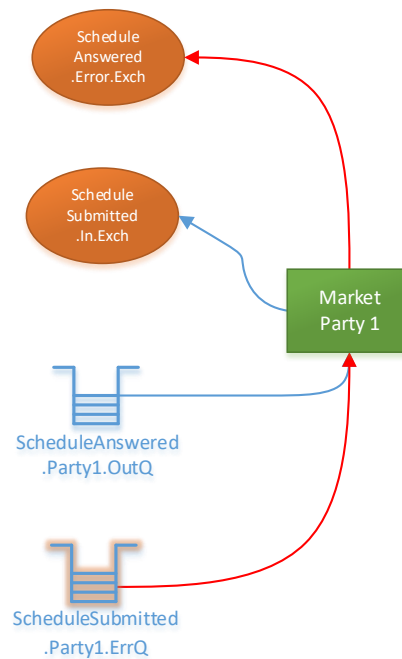 Schedule
Answered
.Error.Exch
Schedule
Submitted
.In.Exch
Market
Party 1
ScheduleAnswered
.Party1.OutQ
ScheduleSubmitted
.Party1.ErrQ